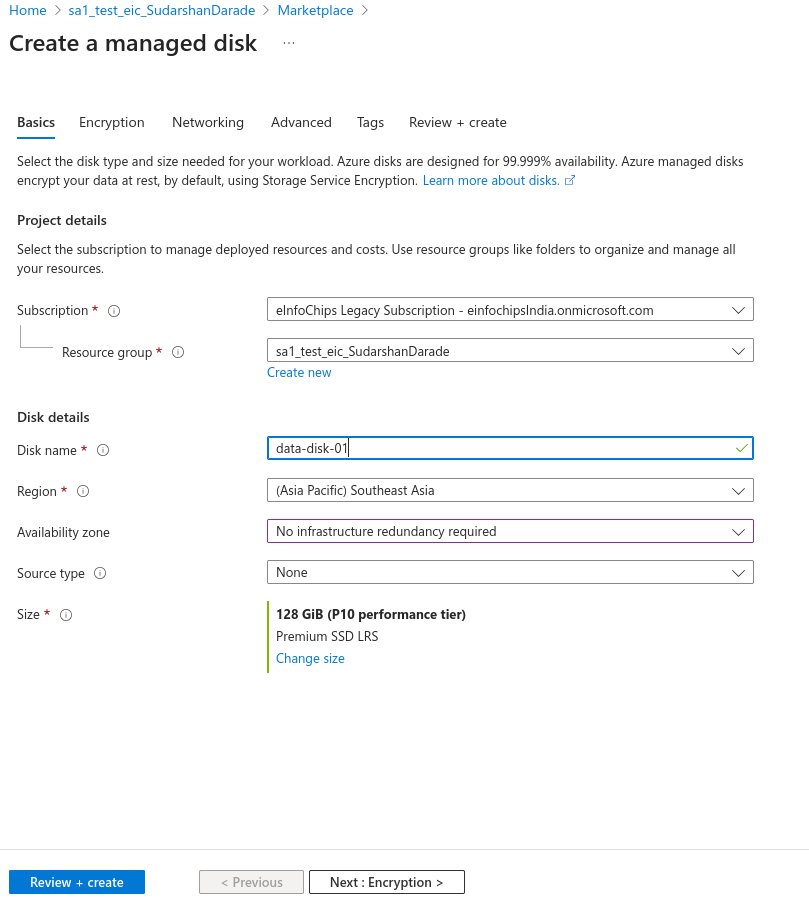 Home > sa1_test_eic_SudarshanDarade > Marketplace >
Create a managed disk ...
Basics Encryption Networking Advanced Tags Review + create
Select the disk type and size needed for your workload. Azure disks are designed for 99.999% availability. Azure managed disks
encrypt your data at rest, by default, using Storage Service Encryption. Learn more about disks.
Project details
Select the subscription to manage deployed resources and costs. Use resource groups like folders to organize and manage all
your resources.
Subscription * eInfoChips Legacy Subscription - einfochipsIndia.onmicrosoft.com
Resource group * sa1_test_eic_SudarshanDarade
Create new
Disk details
Disk name * data-disk-01
Region * (Asia Pacific) Southeast Asia
Availability zone No infrastructure redundancy required
Source type None
Size * 128 GiB (P10 performance tier)
Premium SSD LRS
Change size
Review + create < Previous Next : Encryption >